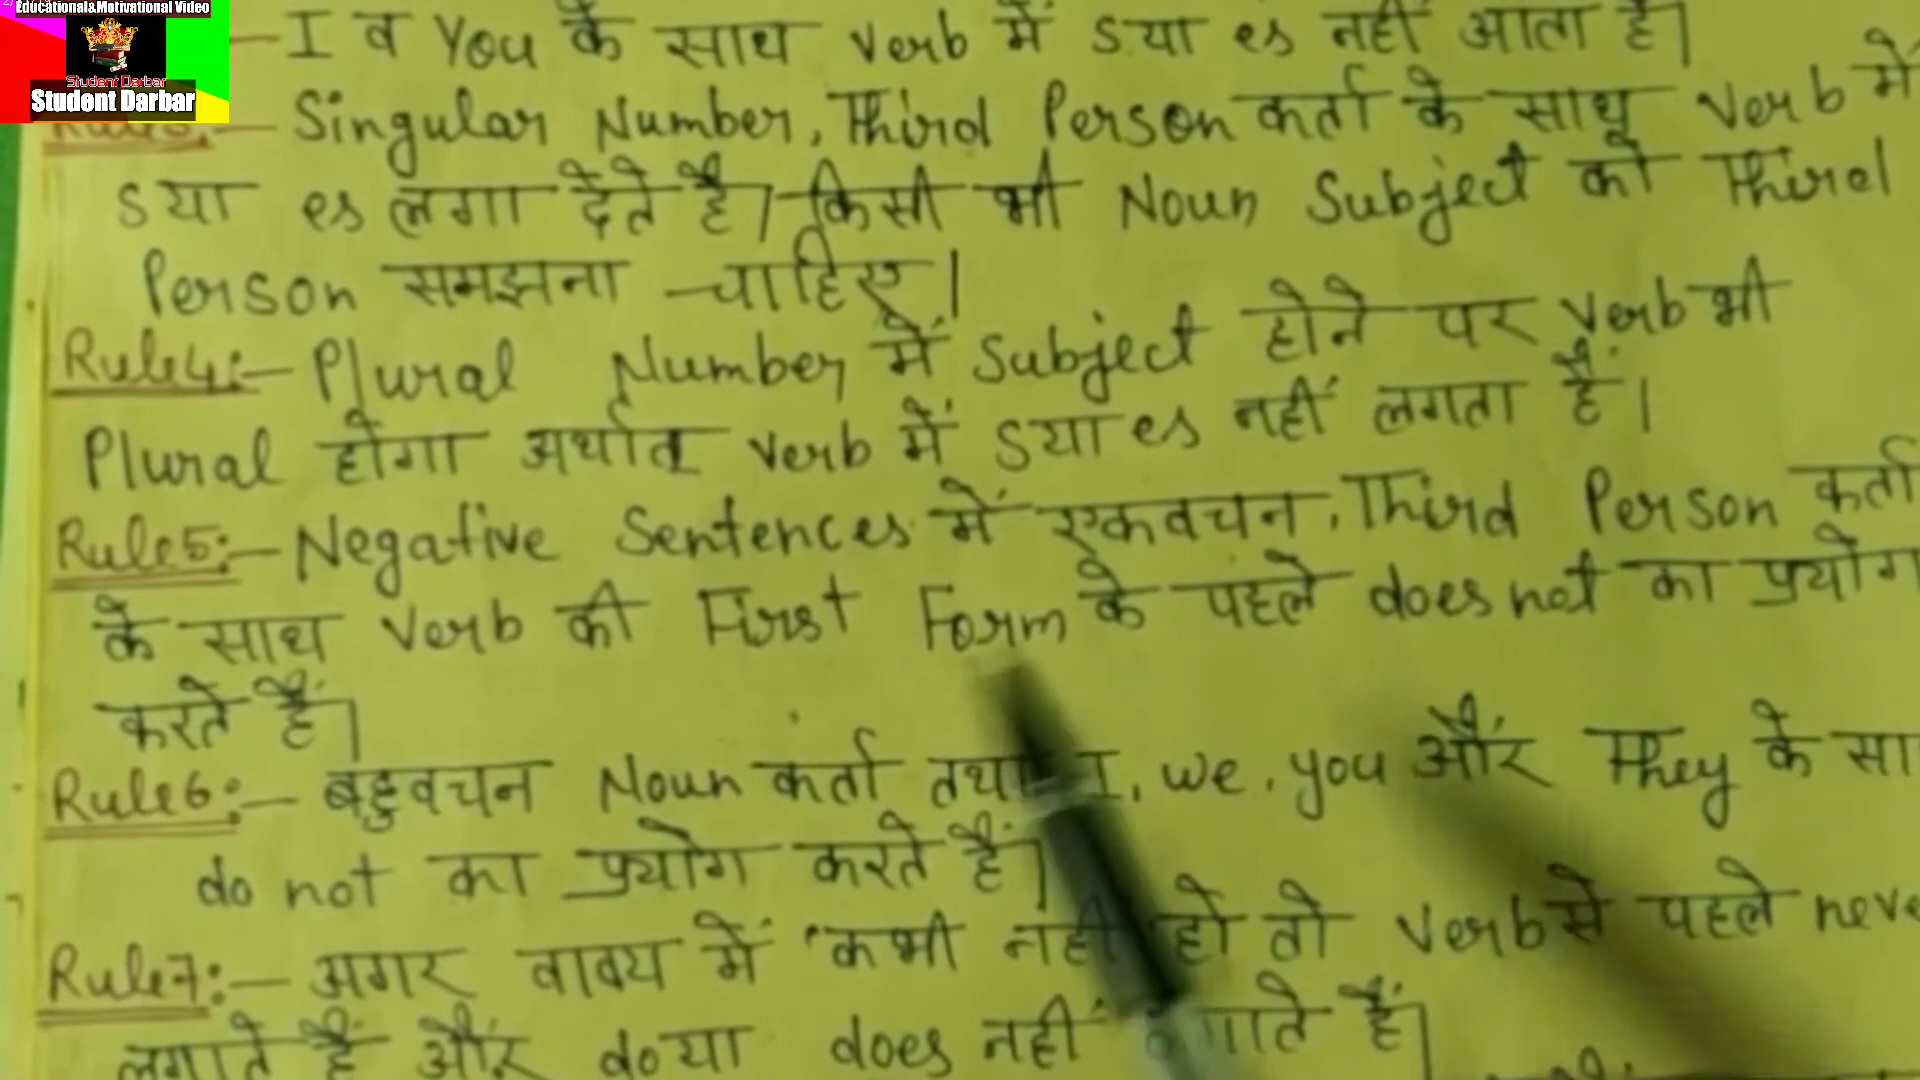 Educational&Motivational Video
Student Darbar
Student Darbar
— I व You के साथ Verb में s या es नहीं आता है।
:— Singular Number, Third Person कर्ता के साथ Verb में
s या es लगा देते है। किसी भी Noun Subject को Third
Person समझना चाहिए।
Rule4:— Plural Number में Subject होने पर Verb भी
Plural होगा अर्थात् Verb में s या es नहीं लगता है।
Rule5:— Negative Sentences में एकवचन, Third Person कर्ता
के साथ Verb की First Form के पहले does not का प्रयोग
करते हैं।
Rule6:— बहुवचन Noun कर्ता तथा I, we, you और They के सा
do not का प्रयोग करते हैं।
Rule7:— अगर वाक्य में 'कभी नहीं हो तो Verb से पहले neve
लगाते हैं और do या does नहीं लगाते हैं।